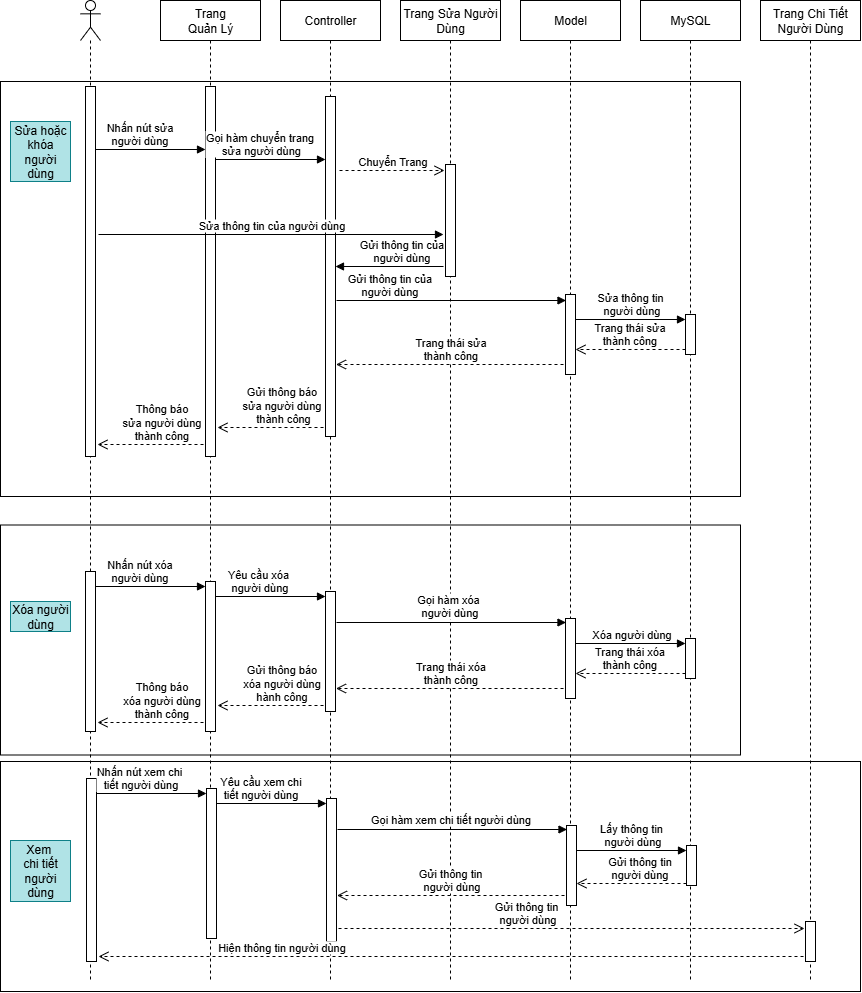 Trang
Quản Lý
Controller
Trang Sửa Người
Dùng
Model
MySQL
Trang Chi Tiết
Người Dùng
Sửa hoặc
khóa
người
dùng
Nhấn nút sửa
người dùng
Gọi hàm chuyển trang
sửa người dùng
Chuyển Trang
Sửa thông tin của người dùng
Gửi thông tin của
người dùng
Gửi thông tin của
người dùng
Sửa thông tin
người dùng
Trang thái sửa
thành công
Trang thái sửa
thành công
Gửi thông báo
sửa người dùng
thành công
Thông báo
sửa người dùng
thành công
Xóa người
dùng
Nhấn nút xóa
người dùng
Yêu cầu xóa
người dùng
Gọi hàm xóa
người dùng
Xóa người dùng
Trang thái xóa
thành công
Trang thái xóa
thành công
Gửi thông báo
xóa người dùng
hành công
Thông báo
xóa người dùng
thành công
Xem
chi tiết
người
dùng
Nhấn nút xem chi
tiết người dùng
Yêu cầu xem chi
tiết người dùng
Gọi hàm xem chi tiết người dùng
Lấy thông tin
người dùng
Gửi thông tin
người dùng
Gửi thông tin
người dùng
Gửi thông tin
người dùng
Hiện thông tin người dùng